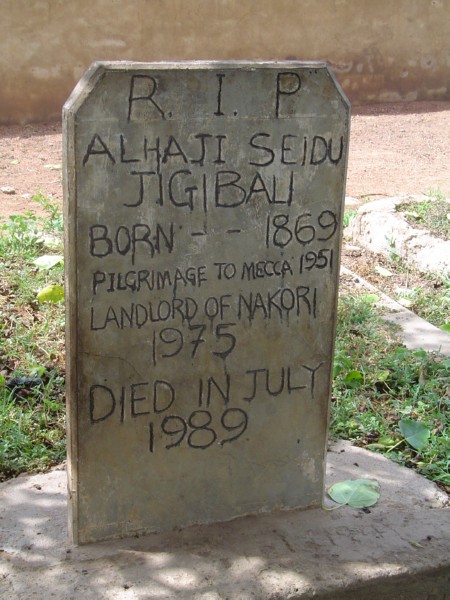 R. I. P
ALHAJI SEIDU
JIGIBALI
BORN - - 1869
PILGRIMAGE TO MECCA 1951
LANDLORD OF NAKORI
1975
DIED IN JULY
1989